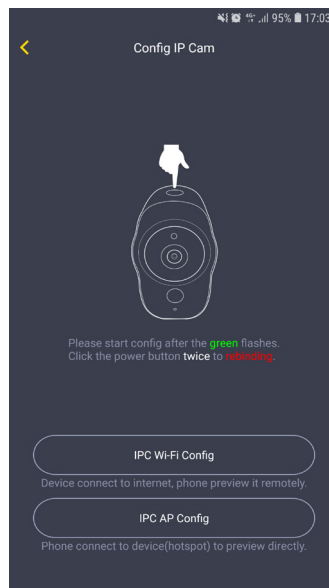 4G 95% 17:03
Config IP Cam
Please start config after the green flashes.
Click the power button twice to rebinding.
IPC Wi-Fi Config
Device connect to internet, phone preview it remotely.
IPC AP Config
Phone connect to device(hotspot) to preview directly.